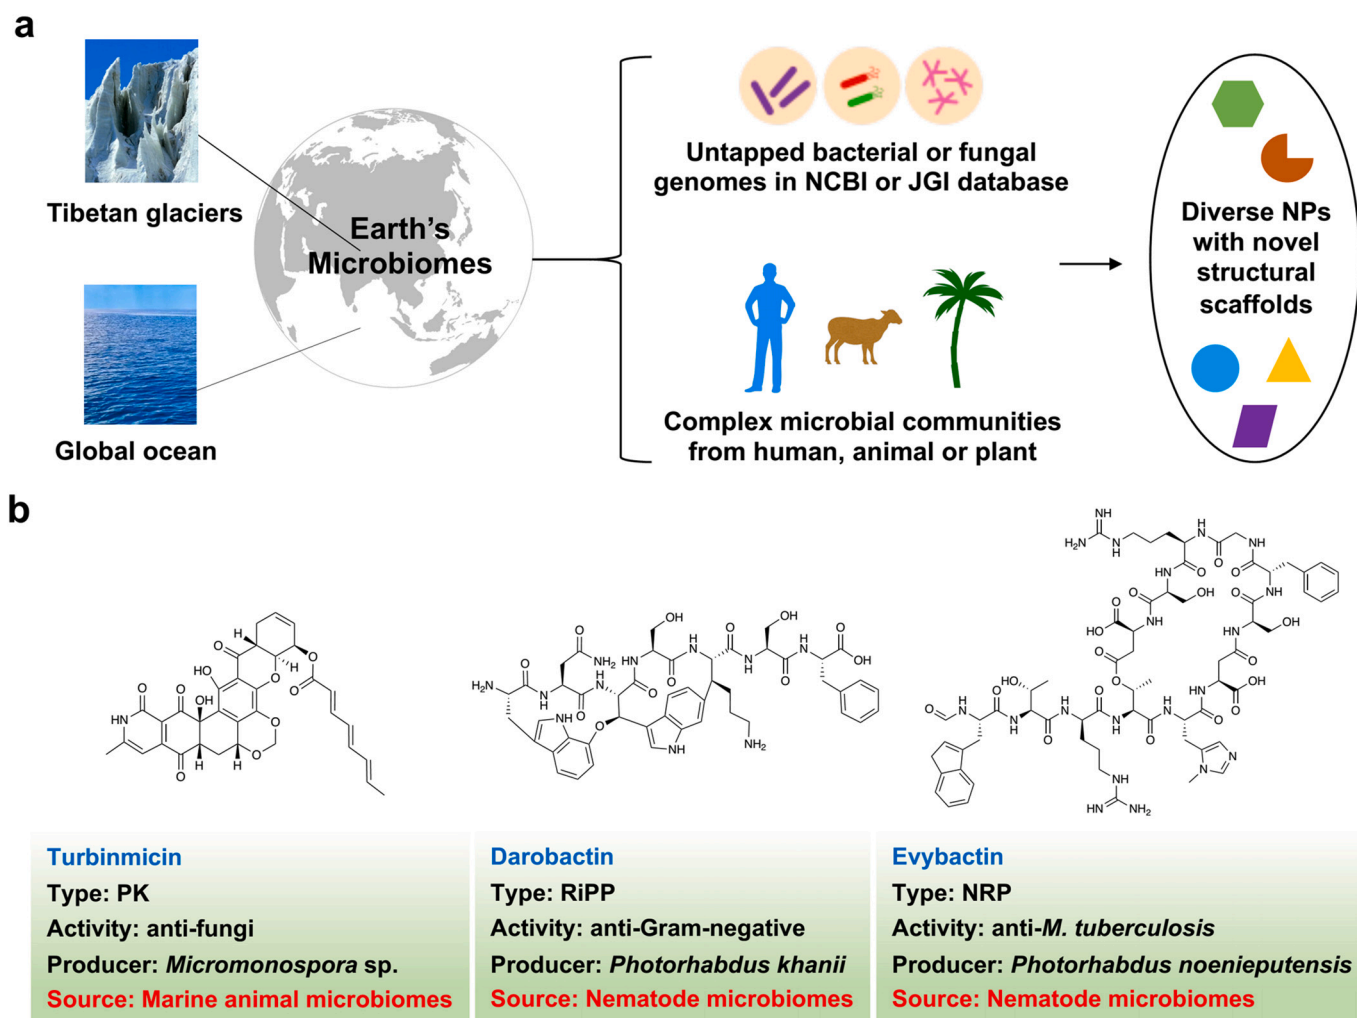 a
Tibetan glaciers
Global ocean
Earth's
Microbiomes
Untapped bacterial or fungal
genomes in NCBI or JGI database
Complex microbial communities
from human, animal or plant
Diverse NPs
with novel
structural
scaffolds
b
Turbinmicin
Type: PK
Activity: anti-fungi
Producer: Micromonospora sp.
Source: Marine animal microbiomes
Darobactin
Type: RiPP
Activity: anti-Gram-negative
Producer: Photorhabdus khanii
Source: Nematode microbiomes
Evybactin
Type: NRP
Activity: anti-M. tuberculosis
Producer: Photorhabdus noenieputensis
Source: Nematode microbiomes